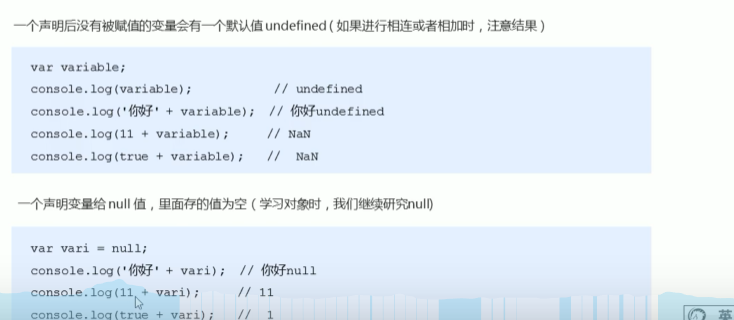 一个声明后没有被赋值的变量会有一个默认值 undefined ( 如果进行相连或者相加时，注意结果 )
var variable;
console.log(variable);          // undefined
console.log('你好' + variable);  // 你好undefined
console.log(11 + variable);     // NaN
console.log(true + variable);   //  NaN
一个声明变量给 null 值，里面存的值为空 ( 学习对象时，我们继续研究null)
var vari = null;
console.log('你好' + vari);  // 你好null
console.log(11 + vari);     // 11
console.log(true + vari);   //  1
英